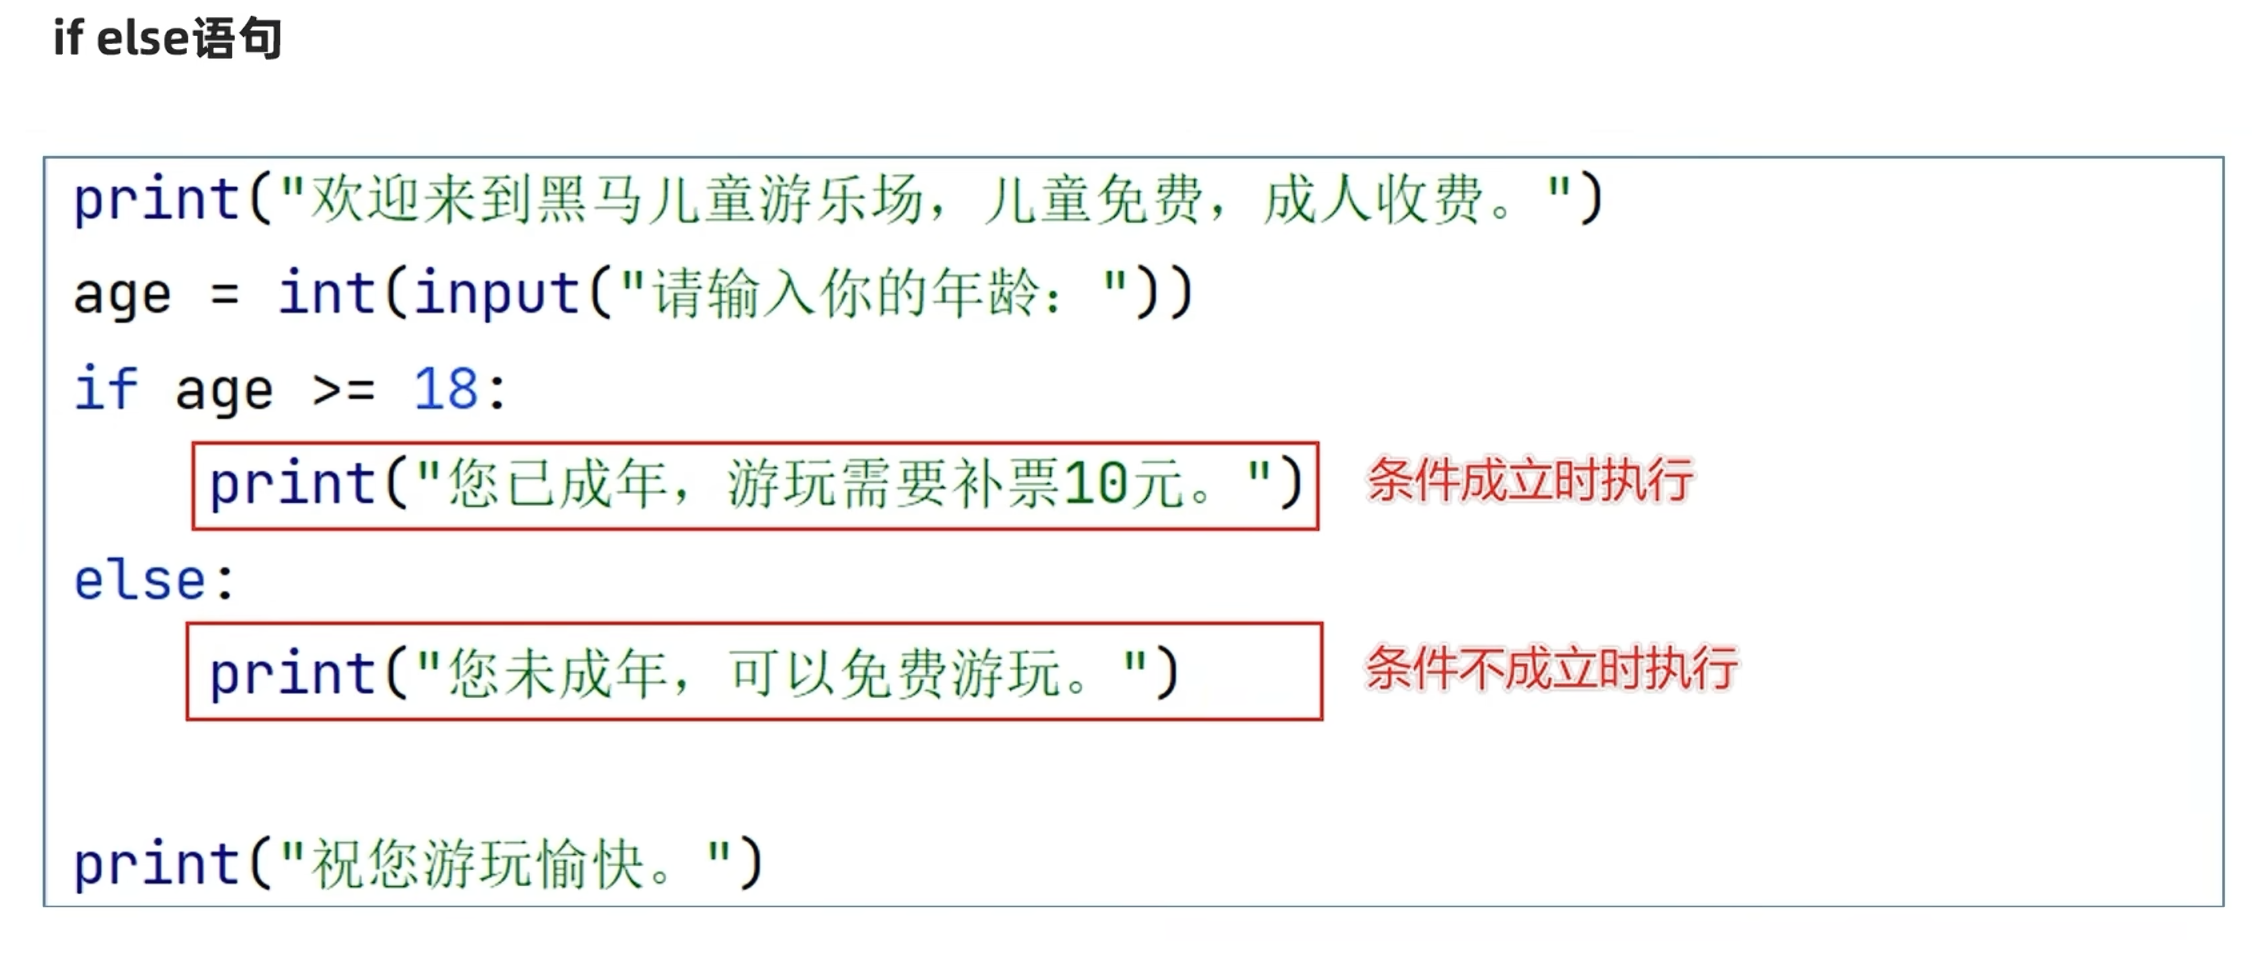 if else语句
print("欢迎来到黑马儿童游乐场，儿童免费，成人收费。")
age = int(input("请输入你的年龄："))
if age >= 18:
    print("您已成年，游玩需要补票10元。") 条件成立时执行
else:
    print("您未成年，可以免费游玩。") 条件不成立时执行
print("祝您游玩愉快。")